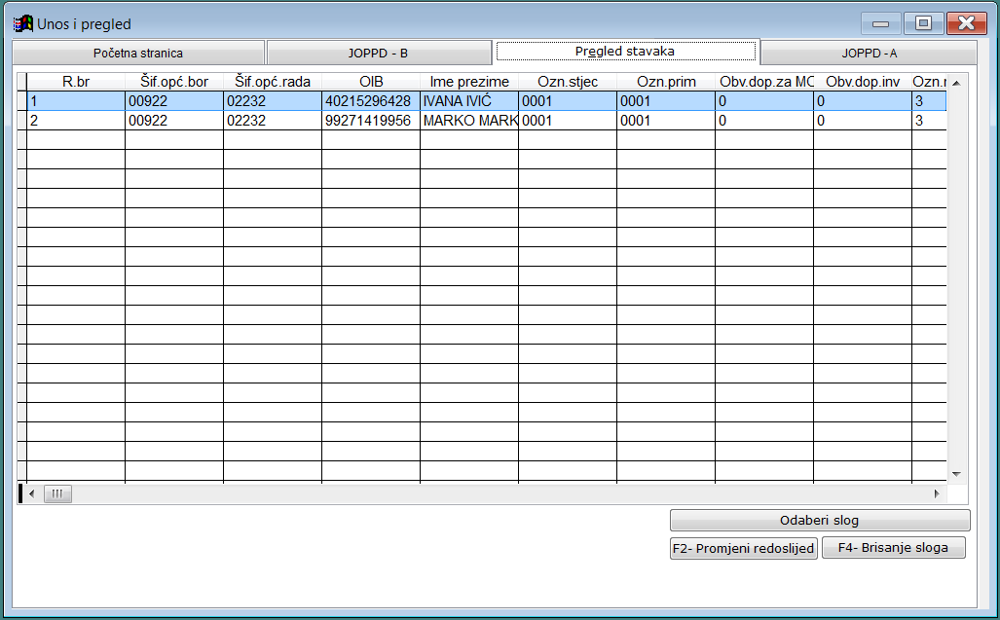 Unos i pregled
Početna stranica JOPPD - B Pregled stavaka JOPPD - A
R.br Šif.opć.bor Šif.opć.rada OIB Ime prezime Ozn.stjec Ozn.prim Obv.dop.za MO Obv.dop.inv Ozn.r
1 00922 02232 40215296428 IVANA IVIĆ 0001 0001 0 0 3
2 00922 02232 99271419956 MARKO MARK 0001 0001 0 0 3
Odaberi slog
F2- Promjeni redoslijed F4- Brisanje sloga